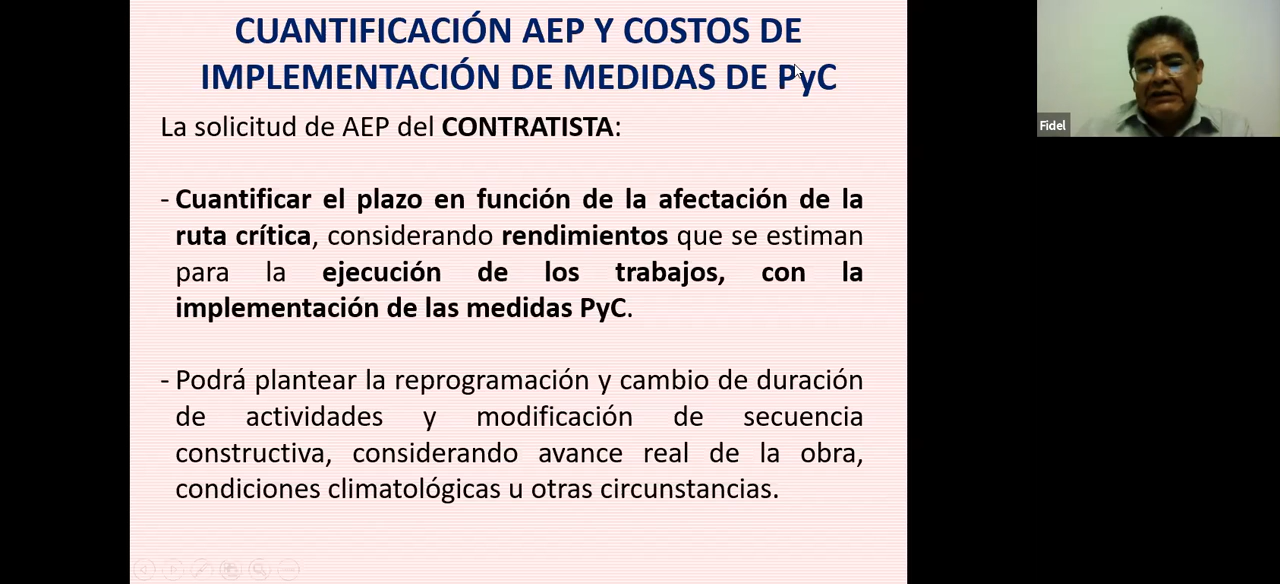 CUANTIFICACIÓN AEP Y COSTOS DE
IMPLEMENTACIÓN DE MEDIDAS DE PyC
La solicitud de AEP del CONTRATISTA:
- Cuantificar el plazo en función de la afectación de la
ruta crítica, considerando rendimientos que se estiman
para la ejecución de los trabajos, con la
implementación de las medidas PyC.
- Podrá plantear la reprogramación y cambio de duración
de actividades y modificación de secuencia
constructiva, considerando avance real de la obra,
condiciones climatológicas u otras circunstancias.
Fidel